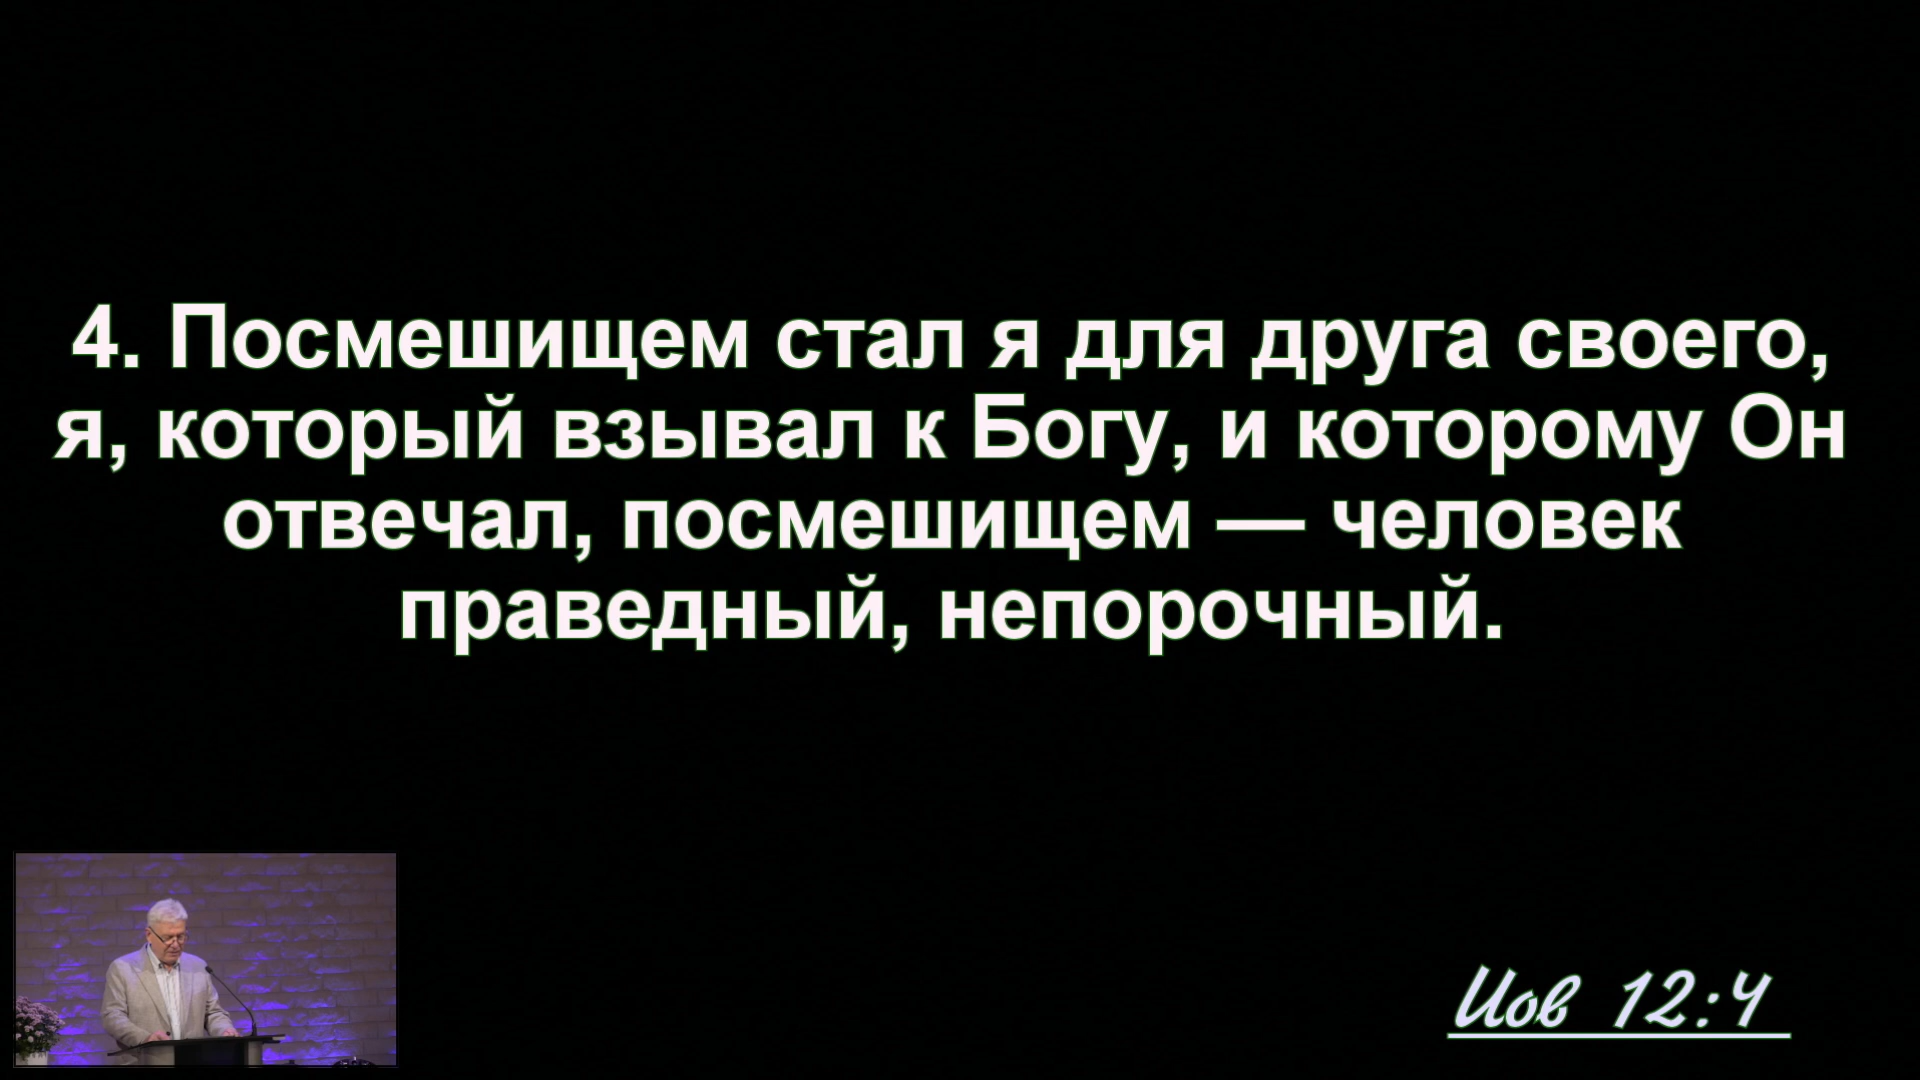 4. Посмешищем стал я для друга своего,
я, который взывал к Богу, и которому Он
отвечал, посмешищем — человек
праведный, непорочный.
Иов 12:4